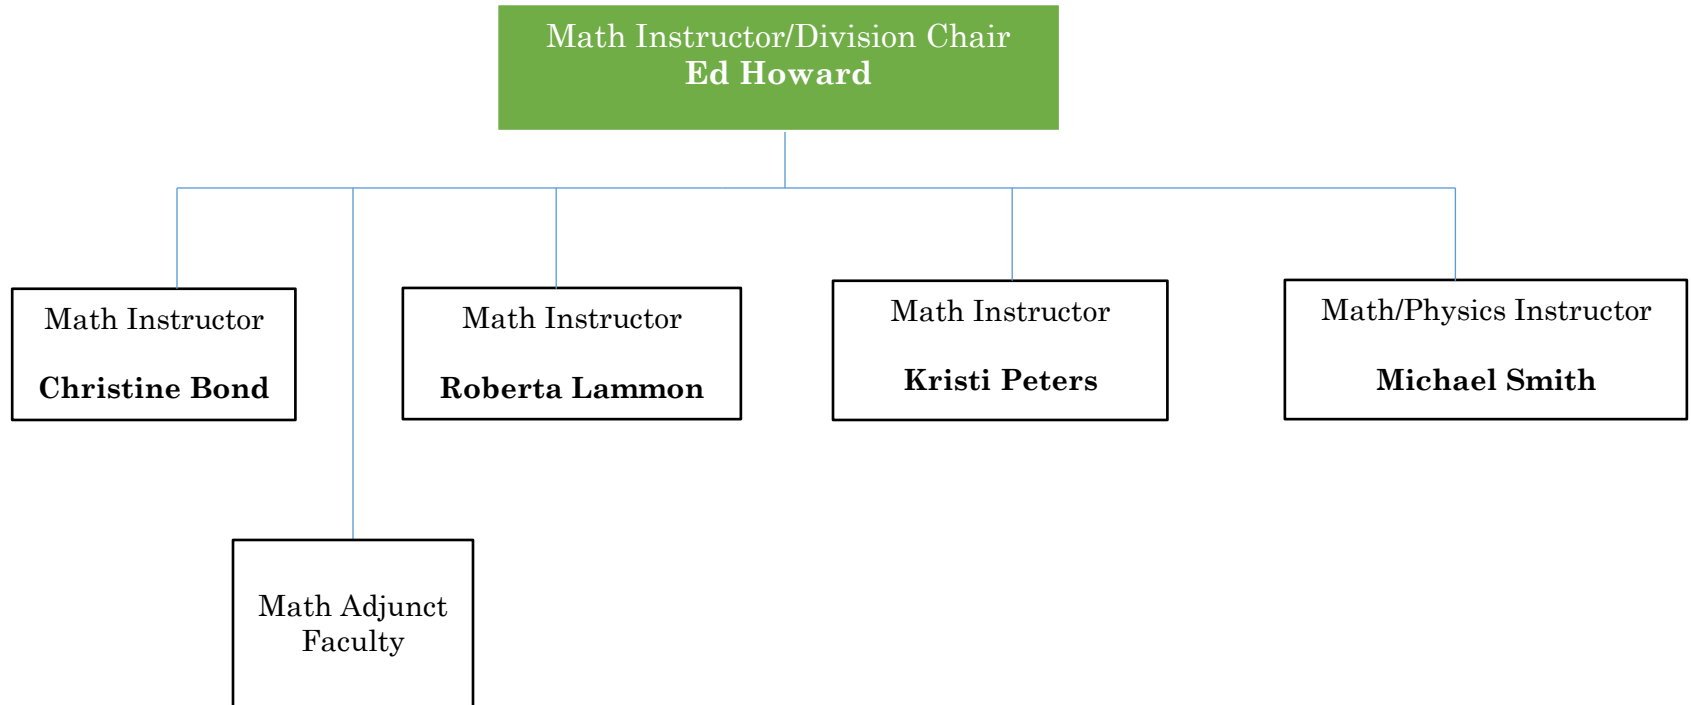 Math Instructor/Division Chair
Ed Howard
Math Instructor
Christine Bond
Math Instructor
Roberta Lammon
Math Instructor
Kristi Peters
Math/Physics Instructor
Michael Smith
Math Adjunct
Faculty